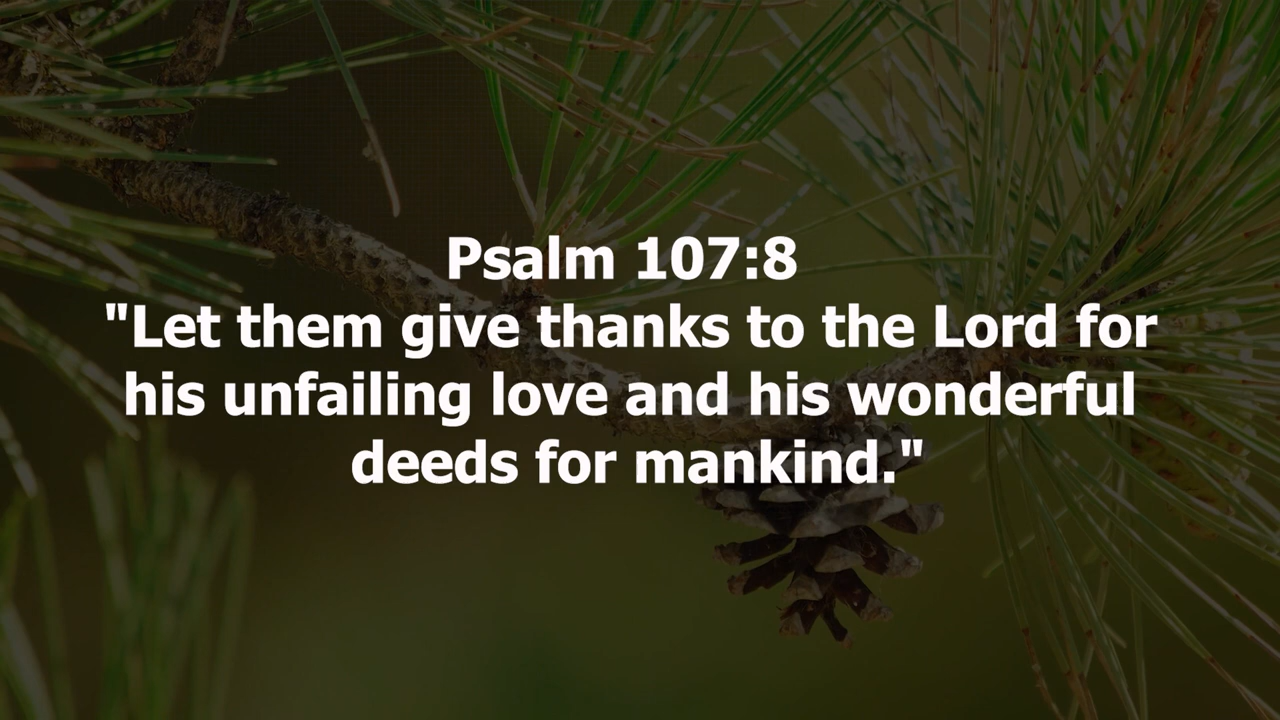 Psalm 107:8
"Let them give thanks to the Lord for
his unfailing love and his wonderful
deeds for mankind."